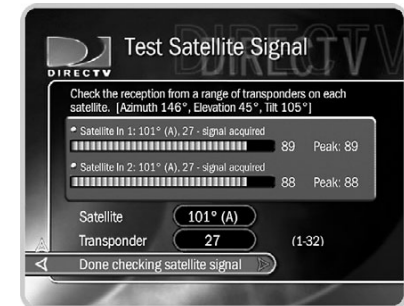 DIRECTV
DIRECTV
Test Satellite Signal
Check the reception from a range of transponders on each
satellite. [Azimuth 146°, Elevation 45°, Tilt 105°]
Satellite In 1: 101° (A), 27 - signal acquired
89 Peak: 89
Satellite In 2: 101° (A), 27 - signal acquired
88 Peak: 88
Satellite 101° (A)
Transponder 27 (1-32)
Done checking satellite signal